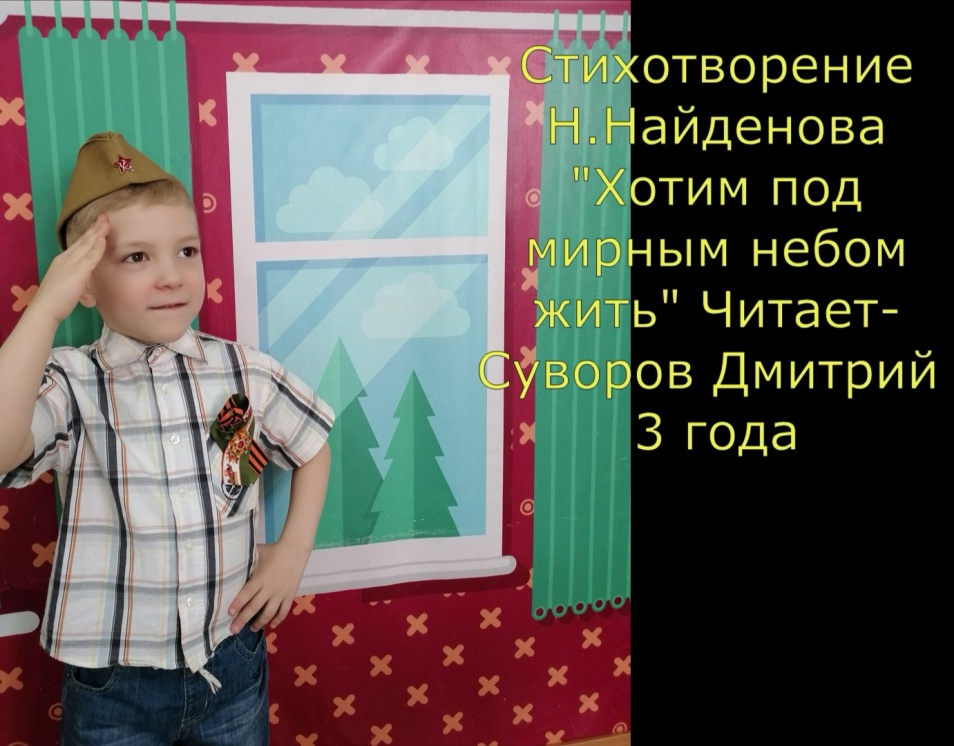 Стихотворение
Н.Найденова
"Хотим под
мирным небом
жить" Читает-
Суворов Дмитрий
3 года